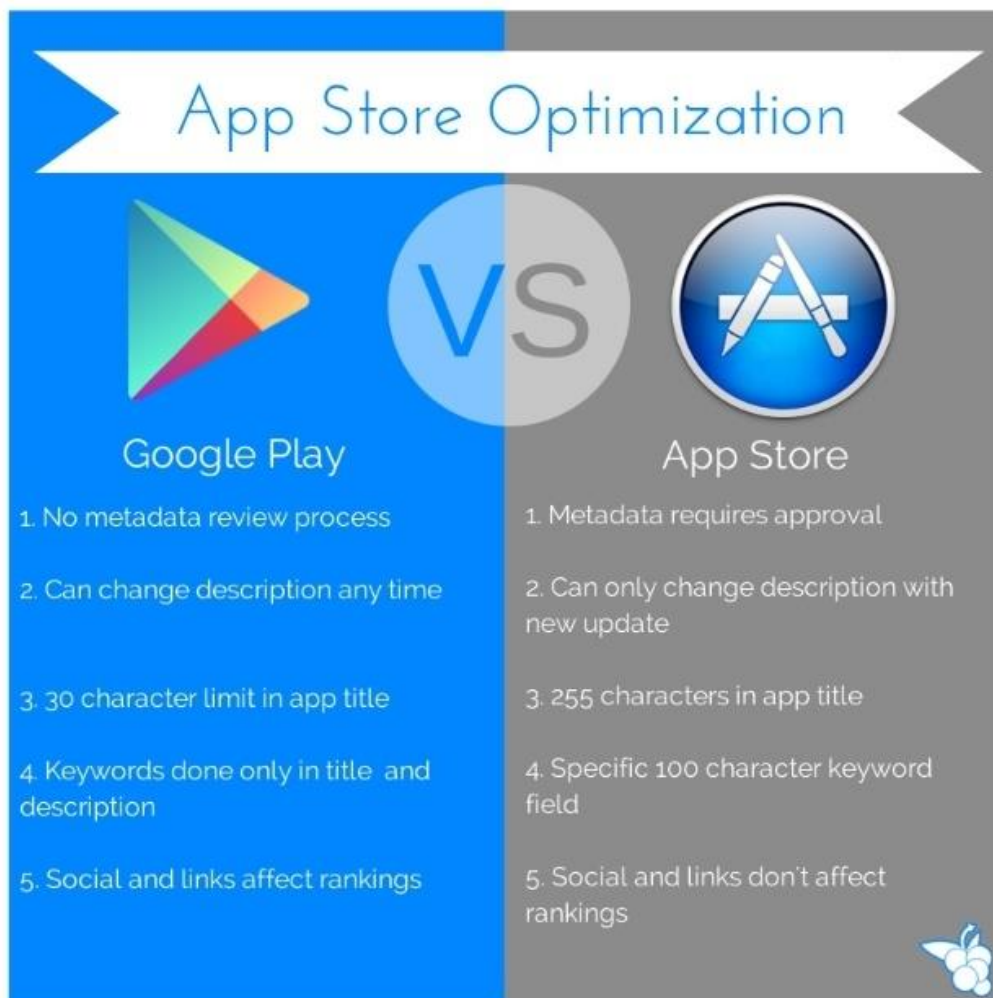 App Store Optimization
VS
Google Play
1. No metadata review process
2. Can change description any time
3. 30 character limit in app title
4. Keywords done only in title and
description
5. Social and links affect rankings
App Store
1. Metadata requires approval
2. Can only change description with
new update
3. 255 characters in app title
4. Specific 100 character keyword
field
5. Social and links don't affect
rankings